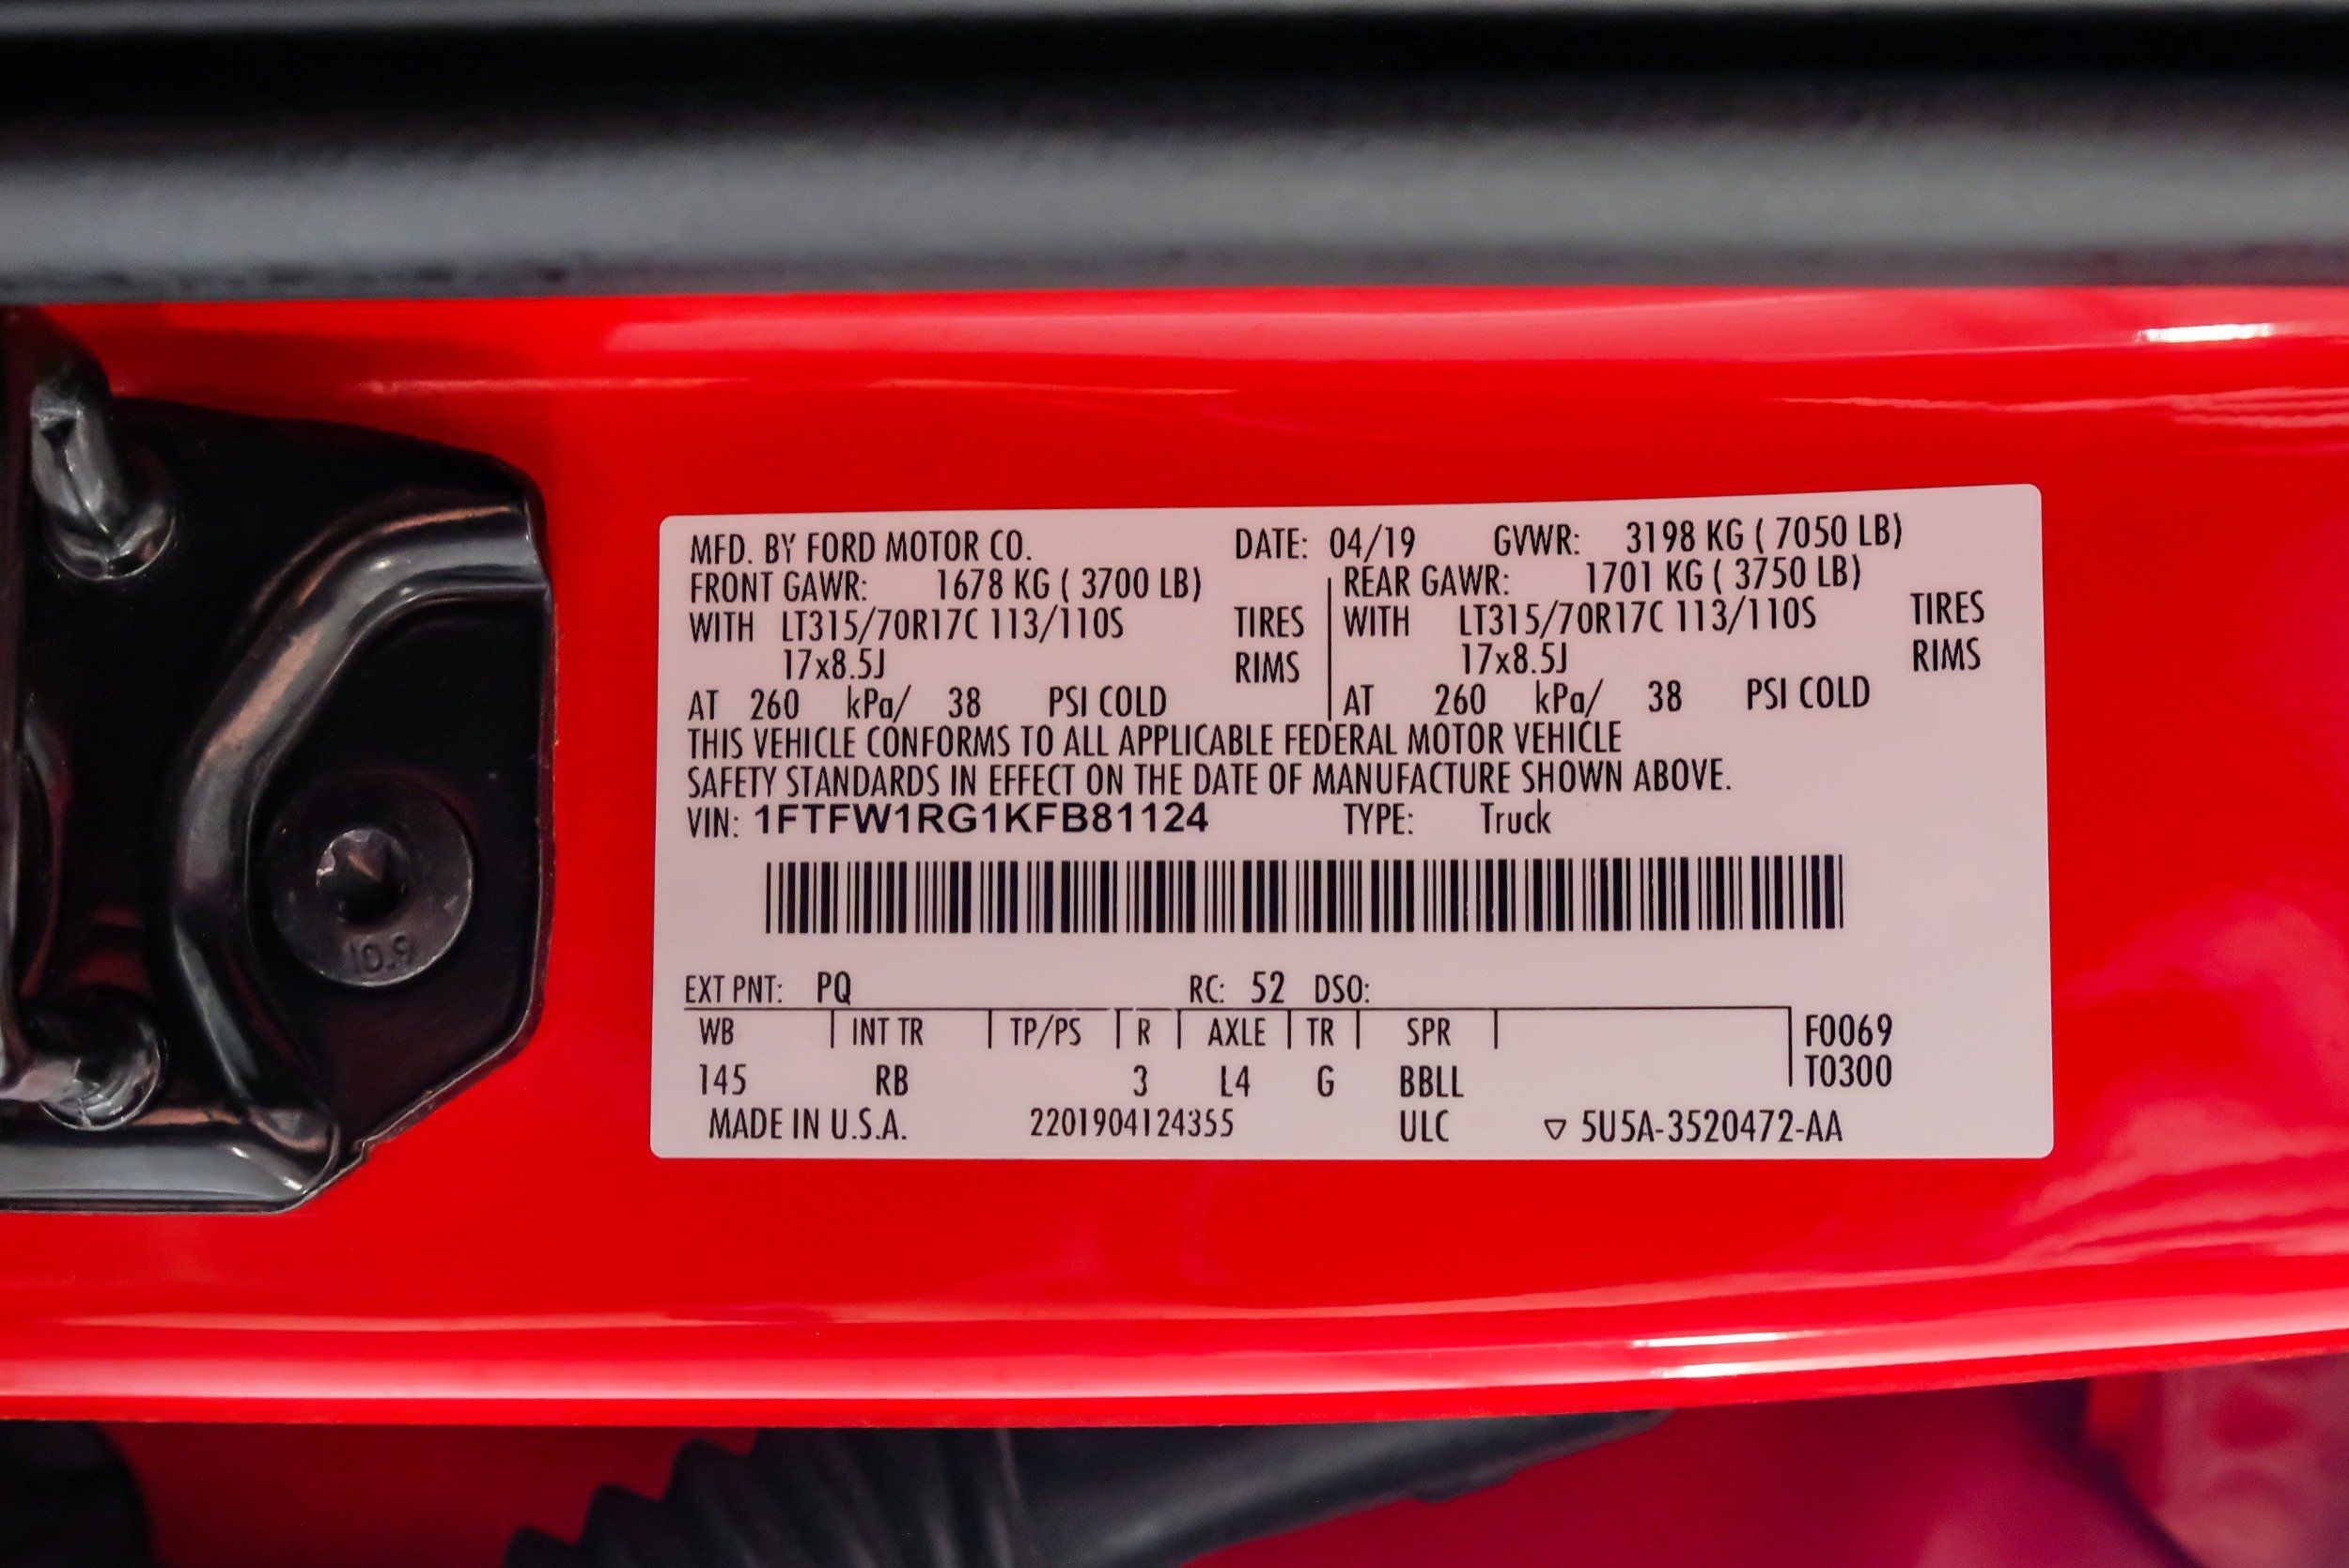 MFD. BY FORD MOTOR CO. DATE: 04/19 GVWR: 3198 KG ( 7050 LB)
FRONT GAWR: 1678 KG ( 3700 LB) REAR GAWR: 1701 KG ( 3750 LB)
WITH LT315/70R17C 113/110S TIRES WITH LT315/70R17C 113/110S TIRES
17x8.5J RIMS 17x8.5J RIMS
AT 260 kPa/ 38 PSI COLD AT 260 kPa/ 38 PSI COLD
THIS VEHICLE CONFORMS TO ALL APPLICABLE FEDERAL MOTOR VEHICLE
SAFETY STANDARDS IN EFFECT ON THE DATE OF MANUFACTURE SHOWN ABOVE.
VIN: 1FTFW1RG1KFB81124 TYPE: Truck
EXT PNT: PQ RC: 52 DSO:
WB INT TR TP/PS R AXLE TR SPR F0069
T0300
145 RB 3 L4 G BBLL
MADE IN U.S.A. 2201904124355 ULC ▽ 5U5A-3520472-AA
10.9